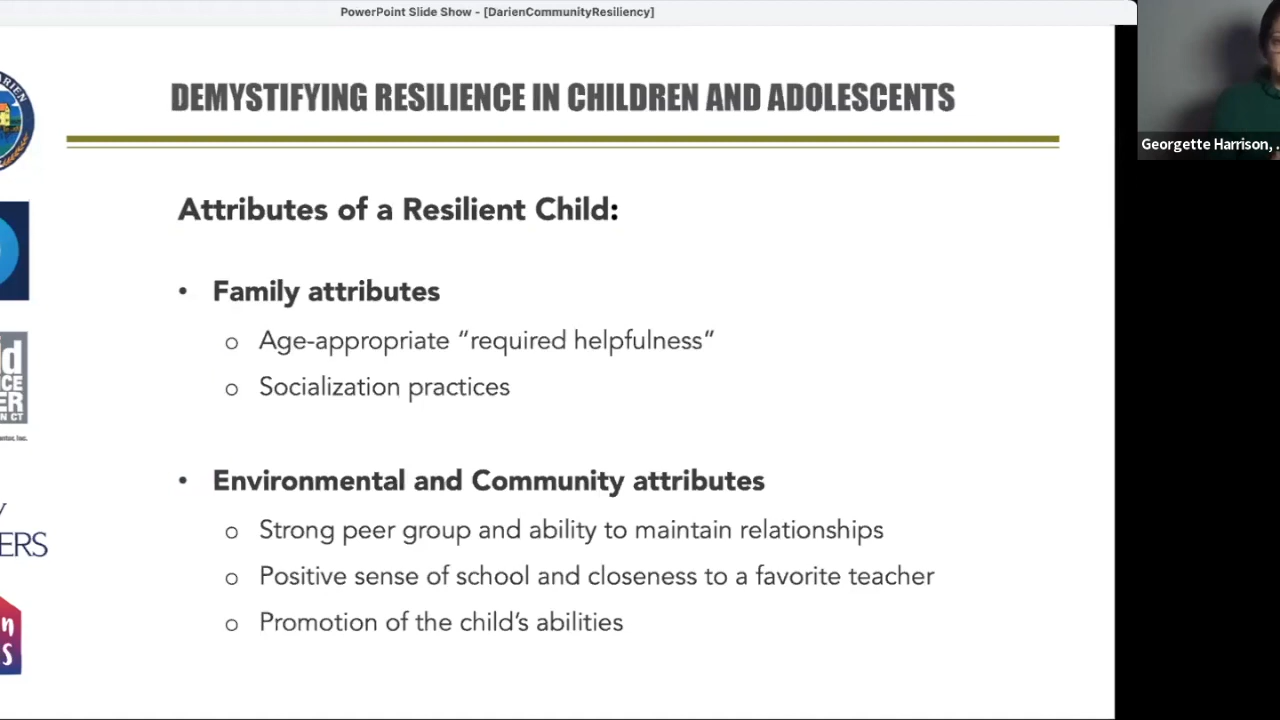 PowerPoint Slide Show - [DarienCommunityResiliency]
DEMYSTIFYING RESILIENCE IN CHILDREN AND ADOLESCENTS
Georgette Harrison, .
Attributes of a Resilient Child:
• Family attributes
o Age-appropriate “required helpfulness”
o Socialization practices
• Environmental and Community attributes
o Strong peer group and ability to maintain relationships
o Positive sense of school and closeness to a favorite teacher
o Promotion of the child’s abilities